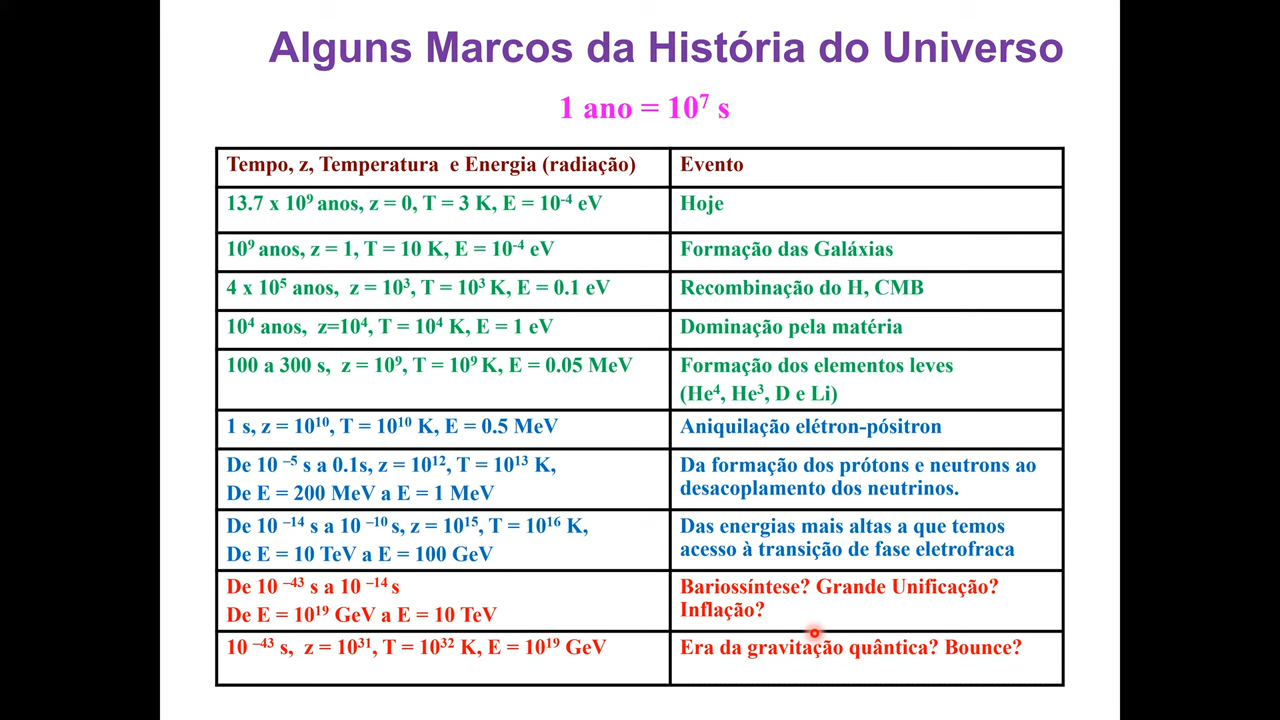 Alguns Marcos da História do Universo
1 ano = 10⁷ s
Tempo, z, Temperatura e Energia (radiação)
Evento
13.7 x 10⁹ anos, z = 0, T = 3 K, E = 10⁻⁴ eV
Hoje
10⁹ anos, z = 1, T = 10 K, E = 10⁻⁴ eV
Formação das Galáxias
4 x 10⁵ anos, z = 10³, T = 10³ K, E = 0.1 eV
Recombinação do H, CMB
10⁴ anos, z=10⁴, T = 10⁴ K, E = 1 eV
Dominação pela matéria
100 a 300 s, z = 10⁹, T = 10⁹ K, E = 0.05 MeV
Formação dos elementos leves
(He⁴, He³, D e Li)
1 s, z = 10¹⁰, T = 10¹⁰ K, E = 0.5 MeV
Aniquilação elétron-pósitron
De 10 ⁻⁵ s a 0.1s, z = 10¹², T = 10¹³ K,
De E = 200 MeV a E = 1 MeV
Da formação dos prótons e neutrons ao
desacoplamento dos neutrinos.
De 10 ⁻¹⁴ s a 10 ⁻¹⁰ s, z = 10¹⁵, T = 10¹⁶ K,
De E = 10 TeV a E = 100 GeV
Das energias mais altas a que temos
acesso à transição de fase eletrofraca
De 10 ⁻⁴³ s a 10 ⁻¹⁴ s
De E = 10¹⁹ GeV a E = 10 TeV
Bariossíntese? Grande Unificação?
Inflação?
10 ⁻⁴³ s, z = 10³¹, T = 10³² K, E = 10¹⁹ GeV
Era da gravitação quântica? Bounce?